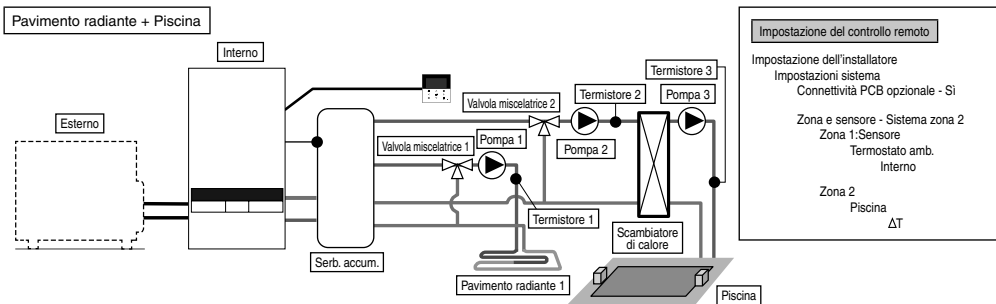 Pavimento radiante + Piscina
Interno
Esterno
Serb. accum.
Valvola miscelatrice 2
Valvola miscelatrice 1
Pompa 1
Termistore 2
Pompa 2
Termistore 3
Pompa 3
Termistore 1
Scambiatore
di calore
Pavimento radiante 1
Piscina
Impostazione del controllo remoto
Impostazione dell'installatore
Impostazioni sistema
Connettività PCB opzionale - Sì
Zona e sensore - Sistema zona 2
Zona 1:Sensore
Termostato amb.
Interno
Zona 2
Piscina
ΔT